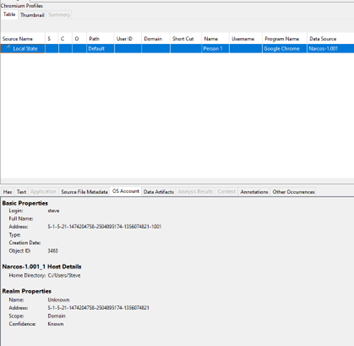 Chromium Profiles
Table Thumbnail Summary
Source Name S C O Path User ID Domain Short Cut Name Username Program Name Data Source
Local State Default Person 1 Google Chrome Narcos-1.001
Hex Text Application Source File Metadata OS Account Data Artifacts Analysis Results Context Annotations Other Occurrences
Basic Properties
Login: steve
Full Name:
Address: S-1-5-21-1474204758-2504895174-1356074821-1001
Type:
Creation Date:
Object ID: 3465
Narcos-1.001_1 Host Details
Home Directory: C:/Users/Steve
Realm Properties
Name: Unknown
Address: S-1-5-21-1474204758-2504895174-1356074821
Scope: Domain
Confidence: Known